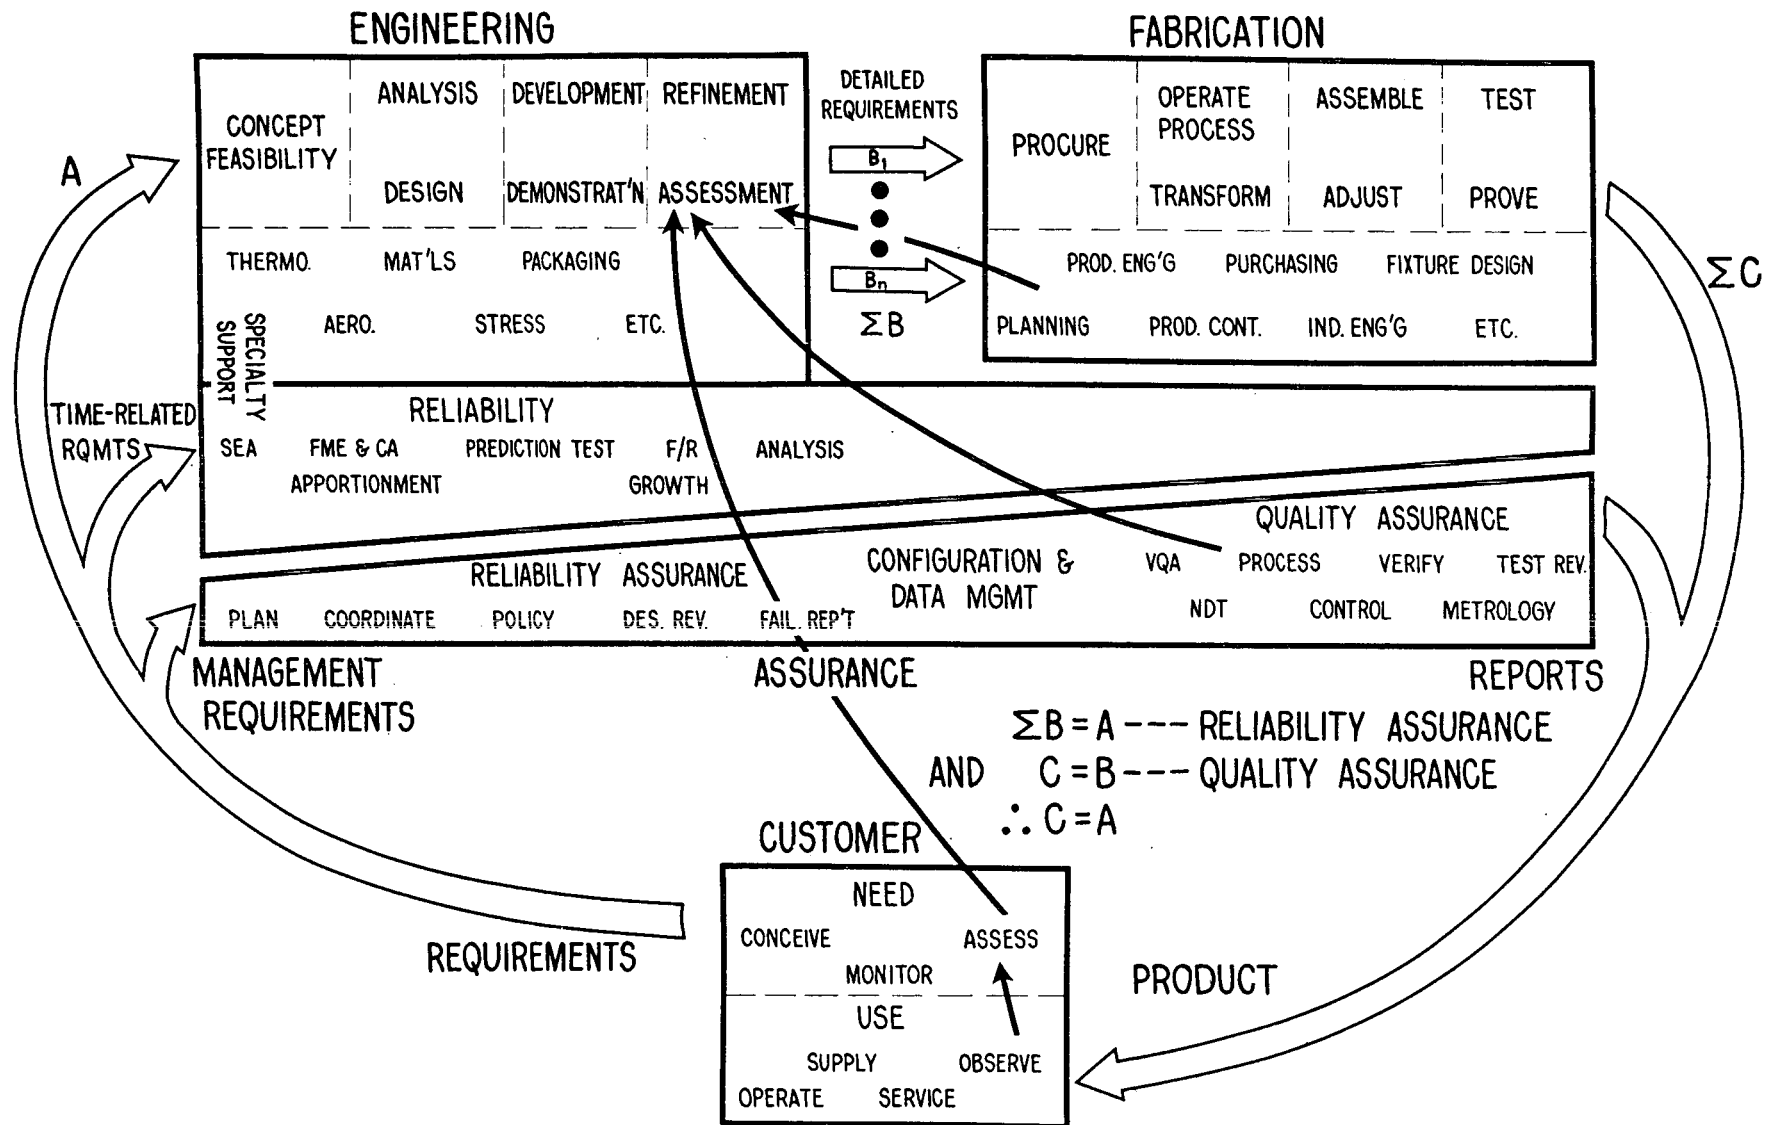 ENGINEERING
CONCEPT
FEASIBILITY
ANALYSIS
DESIGN
DEVELOPMENT
DEMONSTRAT'N
REFINEMENT
ASSESSMENT
THERMO. MAT'LS PACKAGING
AERO. STRESS ETC.
SPECIALTY
SUPPORT
A
DETAILED
REQUIREMENTS
B1
Bn
ΣB
FABRICATION
PROCURE
OPERATE
PROCESS
TRANSFORM
ASSEMBLE
ADJUST
TEST
PROVE
PROD. ENG'G PURCHASING FIXTURE DESIGN
PLANNING PROD. CONT. IND. ENG'G ETC.
ΣC
TIME-RELATED
RQMTS
RELIABILITY
SEA FME & CA PREDICTION TEST F/R ANALYSIS
APPORTIONMENT GROWTH
QUALITY ASSURANCE
VQA PROCESS VERIFY TEST REV.
NDT CONTROL METROLOGY
CONFIGURATION &
DATA MGMT
RELIABILITY ASSURANCE
PLAN COORDINATE POLICY DES. REV. FAIL. REP'T
MANAGEMENT
REQUIREMENTS
ASSURANCE
REPORTS
ΣB = A --- RELIABILITY ASSURANCE
AND C = B --- QUALITY ASSURANCE
∴ C = A
CUSTOMER
NEED
CONCEIVE ASSESS
MONITOR
USE
SUPPLY OBSERVE
OPERATE SERVICE
REQUIREMENTS
PRODUCT